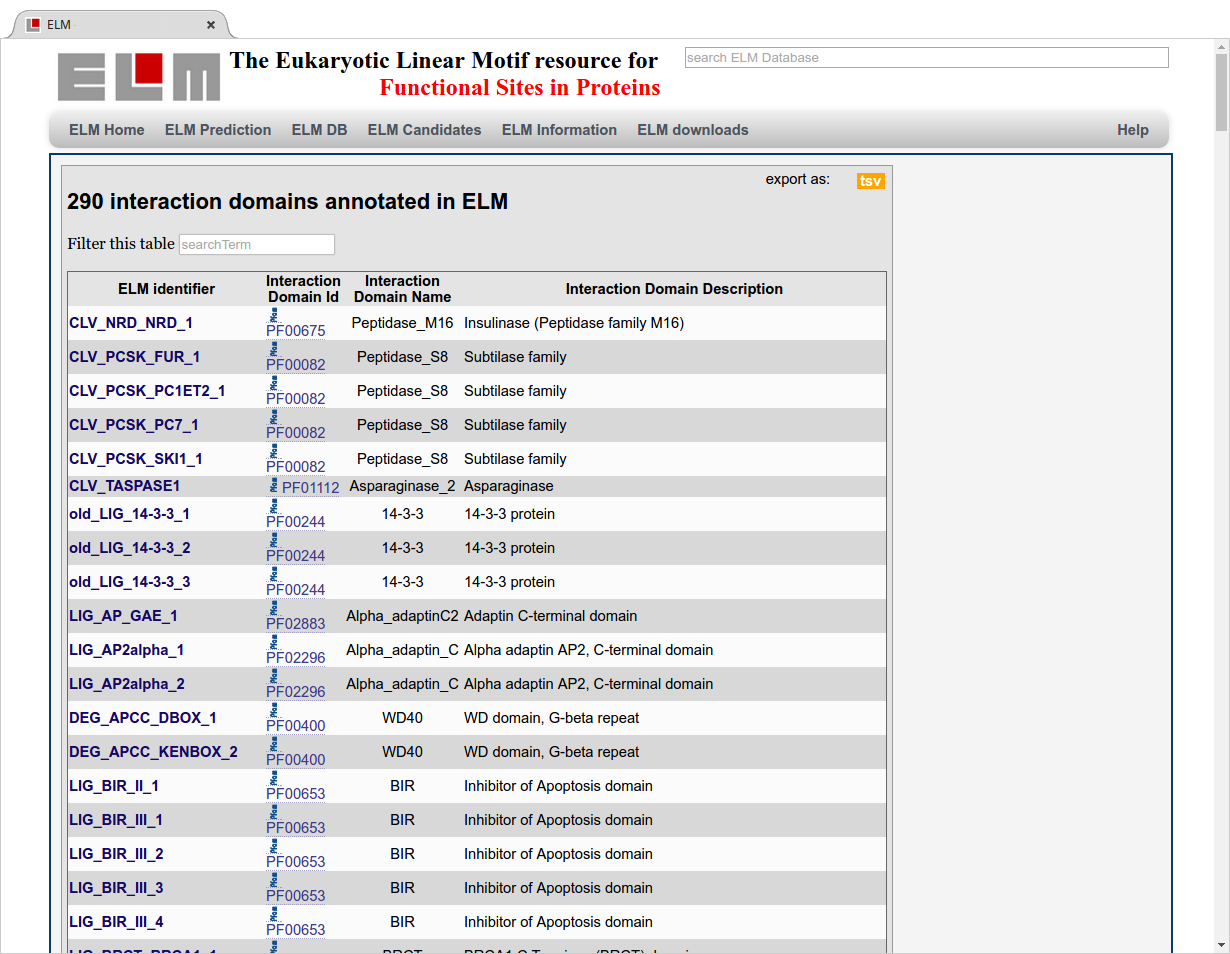 ELM
ELM
The Eukaryotic Linear Motif resource for
Functional Sites in Proteins
search ELM Database
ELM Home ELM Prediction ELM DB ELM Candidates ELM Information ELM downloads Help
export as: tsv
290 interaction domains annotated in ELM
Filter this table searchTerm
ELM identifier Interaction Domain Id Interaction Domain Name Interaction Domain Description
CLV_NRD_NRD_1 PF00675 Peptidase_M16 Insulinase (Peptidase family M16)
CLV_PCSK_FUR_1 PF00082 Peptidase_S8 Subtilase family
CLV_PCSK_PC1ET2_1 PF00082 Peptidase_S8 Subtilase family
CLV_PCSK_PC7_1 PF00082 Peptidase_S8 Subtilase family
CLV_PCSK_SKI1_1 PF00082 Peptidase_S8 Subtilase family
CLV_TASPASE1 PF01112 Asparaginase_2 Asparaginase
old_LIG_14-3-3_1 PF00244 14-3-3 14-3-3 protein
old_LIG_14-3-3_2 PF00244 14-3-3 14-3-3 protein
old_LIG_14-3-3_3 PF00244 14-3-3 14-3-3 protein
LIG_AP_GAE_1 PF02883 Alpha_adaptinC2 Adaptin C-terminal domain
LIG_AP2alpha_1 PF02296 Alpha_adaptin_C Alpha adaptin AP2, C-terminal domain
LIG_AP2alpha_2 PF02296 Alpha_adaptin_C Alpha adaptin AP2, C-terminal domain
DEG_APCC_DBOX_1 PF00400 WD40 WD domain, G-beta repeat
DEG_APCC_KENBOX_2 PF00400 WD40 WD domain, G-beta repeat
LIG_BIR_II_1 PF00653 BIR Inhibitor of Apoptosis domain
LIG_BIR_III_1 PF00653 BIR Inhibitor of Apoptosis domain
LIG_BIR_III_2 PF00653 BIR Inhibitor of Apoptosis domain
LIG_BIR_III_3 PF00653 BIR Inhibitor of Apoptosis domain
LIG_BIR_III_4 PF00653 BIR Inhibitor of Apoptosis domain